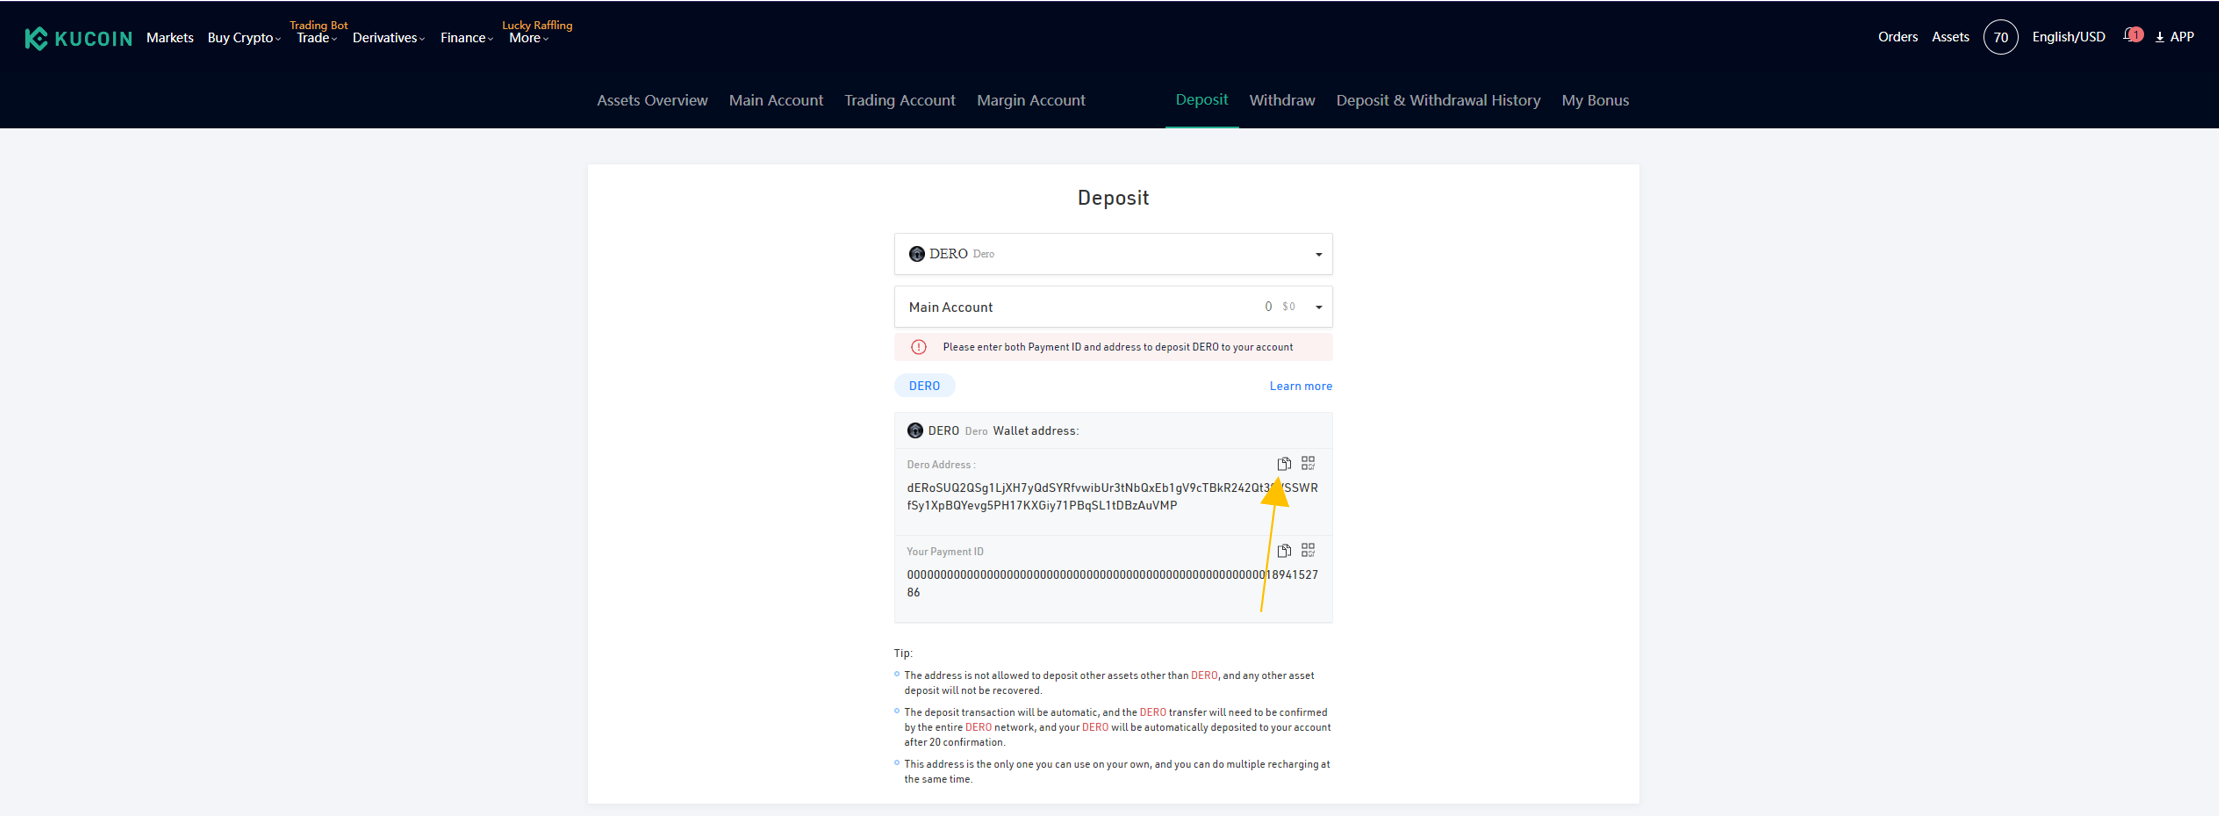 KUCOIN
Markets
Buy Crypto
Trading Bot
Trade
Derivatives
Finance
Lucky Raffling
More
Orders
Assets
70
English/USD
1
APP
Assets Overview
Main Account
Trading Account
Margin Account
Deposit
Withdraw
Deposit & Withdrawal History
My Bonus
Deposit
DERO Dero
Main Account 0 $0
Please enter both Payment ID and address to deposit DERO to your account
DERO
Learn more
DERO Dero Wallet address:
Dero Address :
fSy1XpBQYevg5PH17KXGiy71PBqSL1tDBzAuVMP
Your Payment ID
86
Tip:
The address is not allowed to deposit other assets other than DERO, and any other asset
deposit will not be recovered.
The deposit transaction will be automatic, and the DERO transfer will need to be confirmed
by the entire DERO network, and your DERO will be automatically deposited to your account
after 20 confirmation.
This address is the only one you can use on your own, and you can do multiple recharging at
the same time.